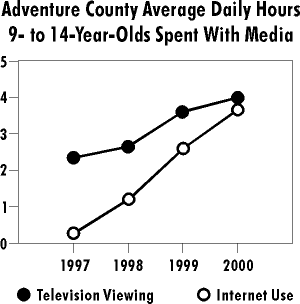 Adventure County Average Daily Hours
9- to 14-Year-Olds Spent With Media
5
4
3
2
1
0
1997 1998 1999 2000
Television Viewing Internet Use